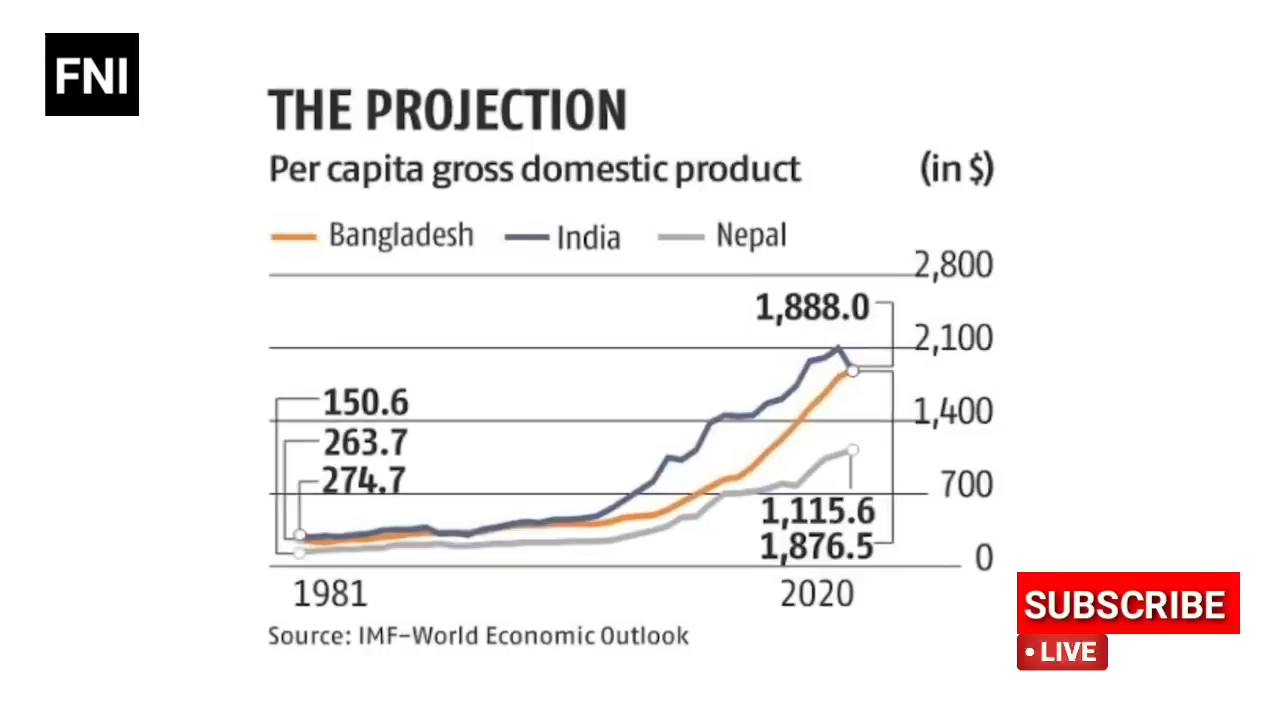 FNI
THE PROJECTION
Per capita gross domestic product (in $)
Bangladesh India Nepal
2,800
1,888.0
2,100
150.6
1,400
263.7
274.7
700
1,115.6
1,876.5
0
1981 2020
Source: IMF-World Economic Outlook
SUBSCRIBE
• LIVE